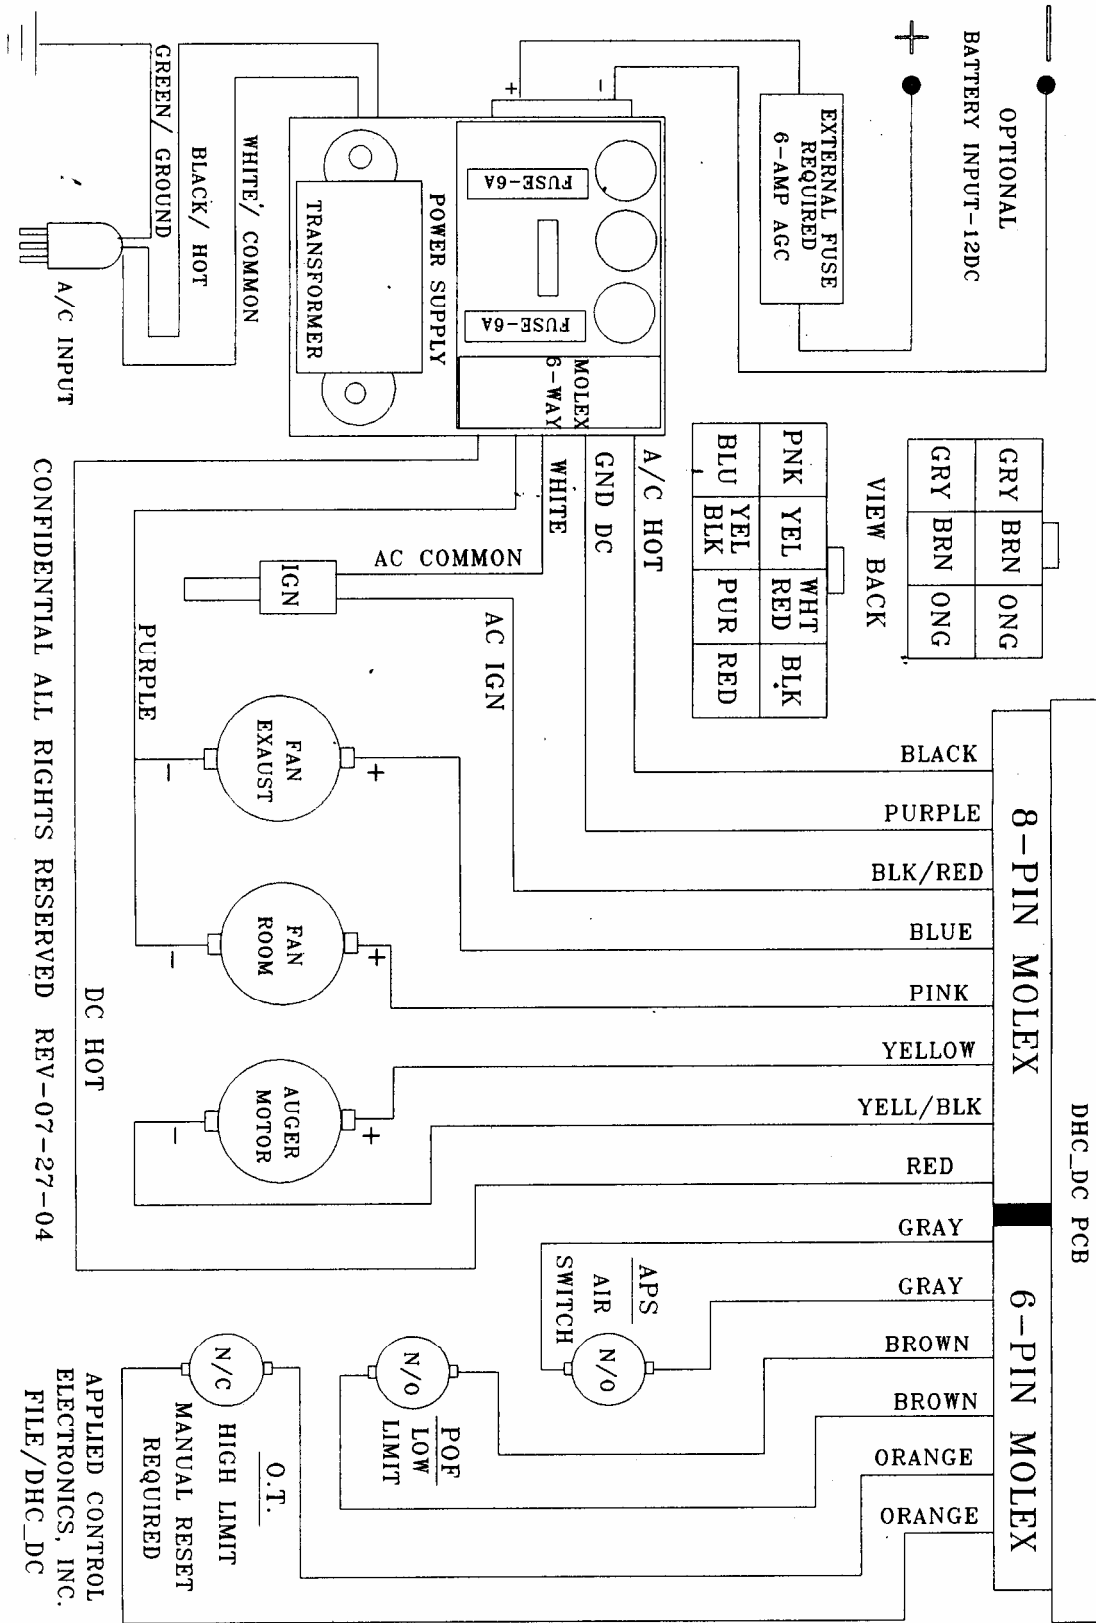 OPTIONAL
BATTERY INPUT-12DC
−
+
EXTERNAL FUSE
REQUIRED
6-AMP AGC
+
-
FUSE-6A
FUSE-6A
MOLEX
6-WAY
POWER SUPPLY
TRANSFORMER
WHITE/ COMMON
BLACK/ HOT
GREEN/ GROUND
A/C INPUT
GRY BRN ONG
GRY BRN ONG
VIEW BACK
PNK YEL WHT RED BLK
BLU YEL BLK PUR RED
A/C HOT
GND DC
WHITE
AC COMMON
AC IGN
IGN
PURPLE
DC HOT
FAN
EXAUST
+
-
FAN
ROOM
+
-
AUGER
MOTOR
+
-
DHC_DC PCB
8-PIN MOLEX
6-PIN MOLEX
BLACK
PURPLE
BLK/RED
BLUE
PINK
YELLOW
YELL/BLK
RED
GRAY
GRAY
BROWN
BROWN
ORANGE
ORANGE
APS
AIR
SWITCH
N/O
POF
LOW
LIMIT
N/O
O.T.
HIGH LIMIT
MANUAL RESET
REQUIRED
N/C
CONFIDENTIAL ALL RIGHTS RESERVED REV-07-27-04
APPLIED CONTROL
ELECTRONICS, INC.
FILE/DHC_DC